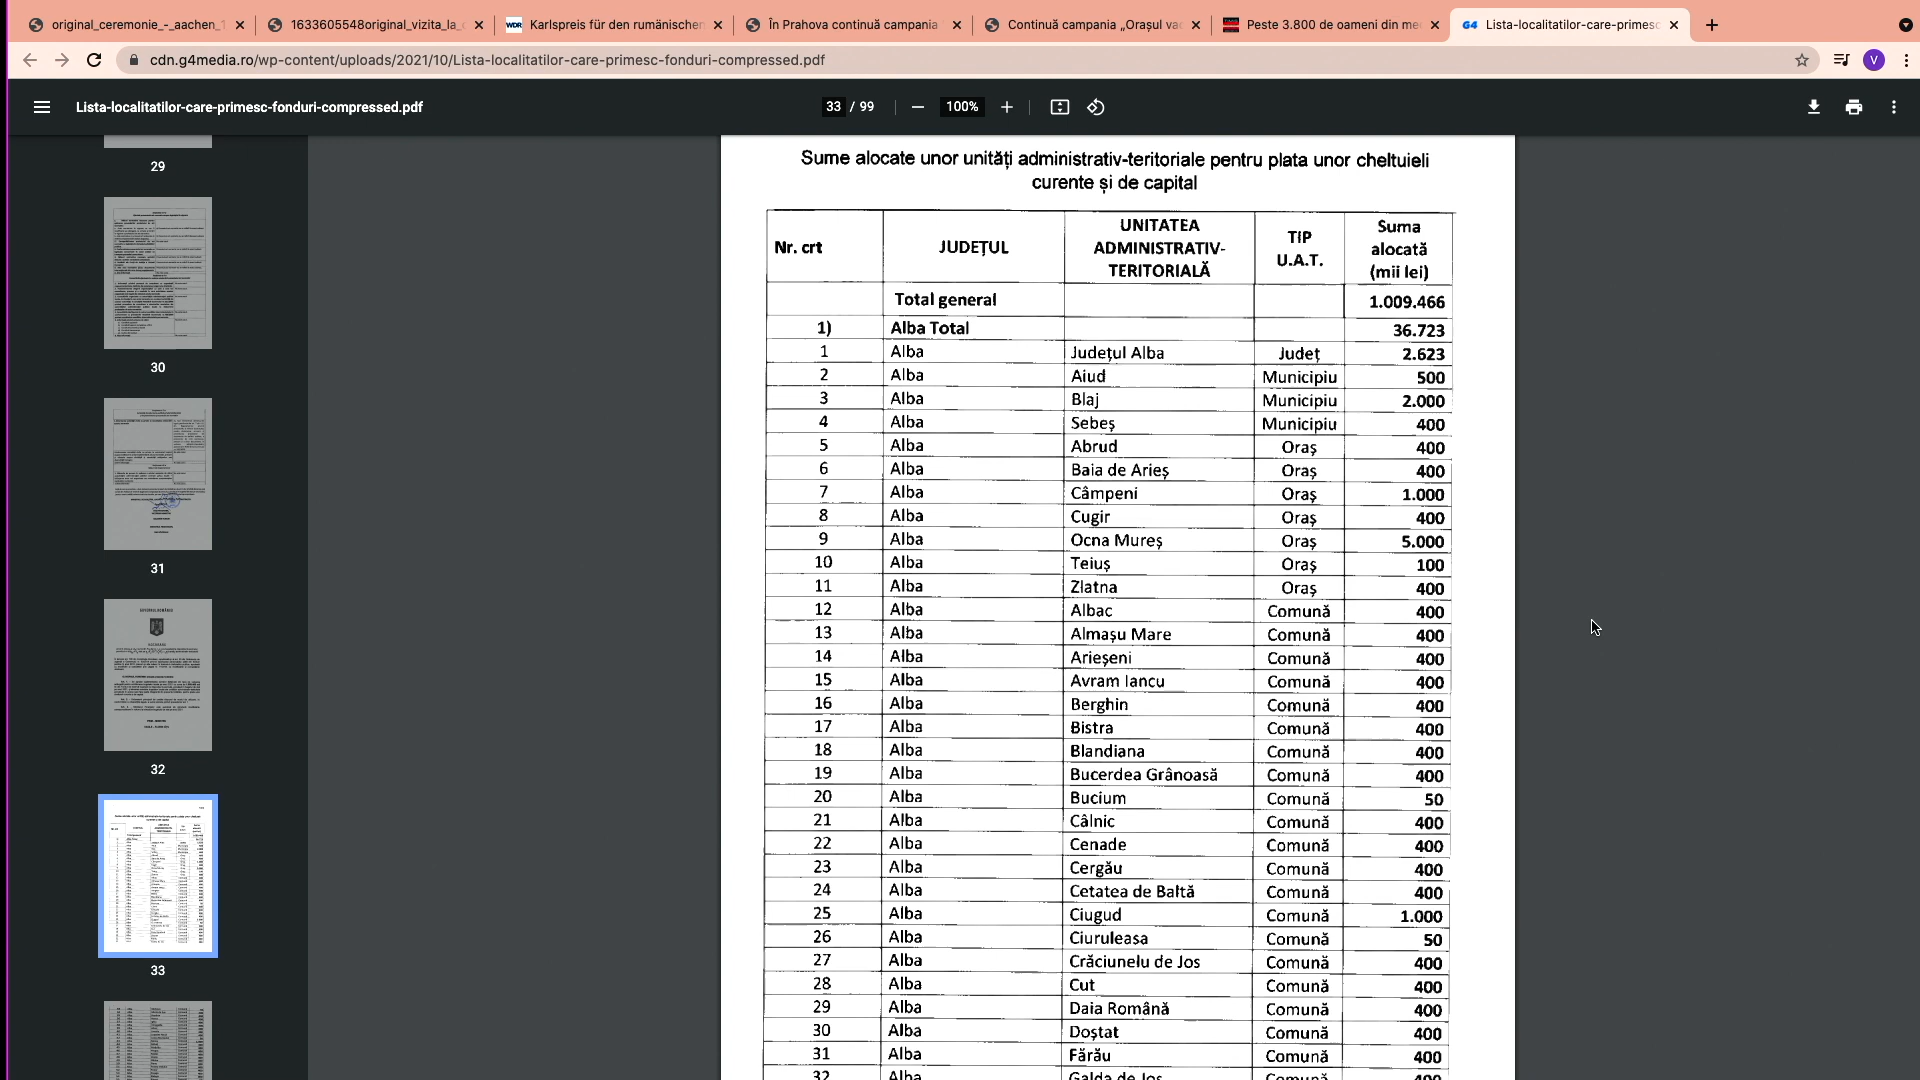 original_ceremonie_-_aachen_1
1633605548original_vizita_la_c
WDR Karlspreis für den rumänischen
În Prahova continuă campania
Continuă campania „Orașul va
Peste 3.800 de oameni din me
G4 Lista-localitatilor-care-primesc
cdn.g4media.ro/wp-content/uploads/2021/10/Lista-localitatilor-care-primesc-fonduri-compressed.pdf
V
Lista-localitatilor-care-primesc-fonduri-compressed.pdf
33 / 99
100%
29
30
31
32
33
Sume alocate unor unități administrativ-teritoriale pentru plata unor cheltuieli
curente și de capital
Nr. crt JUDEȚUL UNITATEA ADMINISTRATIV-TERITORIALĂ TIP U.A.T. Suma alocată (mii lei)
Total general 1.009.466
1) Alba Total 36.723
1 Alba Județul Alba Județ 2.623
2 Alba Aiud Municipiu 500
3 Alba Blaj Municipiu 2.000
4 Alba Sebeș Municipiu 400
5 Alba Abrud Oraș 400
6 Alba Baia de Arieș Oraș 400
7 Alba Câmpeni Oraș 1.000
8 Alba Cugir Oraș 400
9 Alba Ocna Mureș Oraș 5.000
10 Alba Teiuș Oraș 100
11 Alba Zlatna Oraș 400
12 Alba Albac Comună 400
13 Alba Almașu Mare Comună 400
14 Alba Arieșeni Comună 400
15 Alba Avram Iancu Comună 400
16 Alba Berghin Comună 400
17 Alba Bistra Comună 400
18 Alba Blandiana Comună 400
19 Alba Bucerdea Grânoasă Comună 400
20 Alba Bucium Comună 50
21 Alba Câlnic Comună 400
22 Alba Cenade Comună 400
23 Alba Cergău Comună 400
24 Alba Cetatea de Baltă Comună 400
25 Alba Ciugud Comună 1.000
26 Alba Ciuruleasa Comună 50
27 Alba Crăciunelu de Jos Comună 400
28 Alba Cut Comună 400
29 Alba Daia Română Comună 400
30 Alba Doștat Comună 400
31 Alba Fărău Comună 400
32 Alba Galda de Jos Comună 400